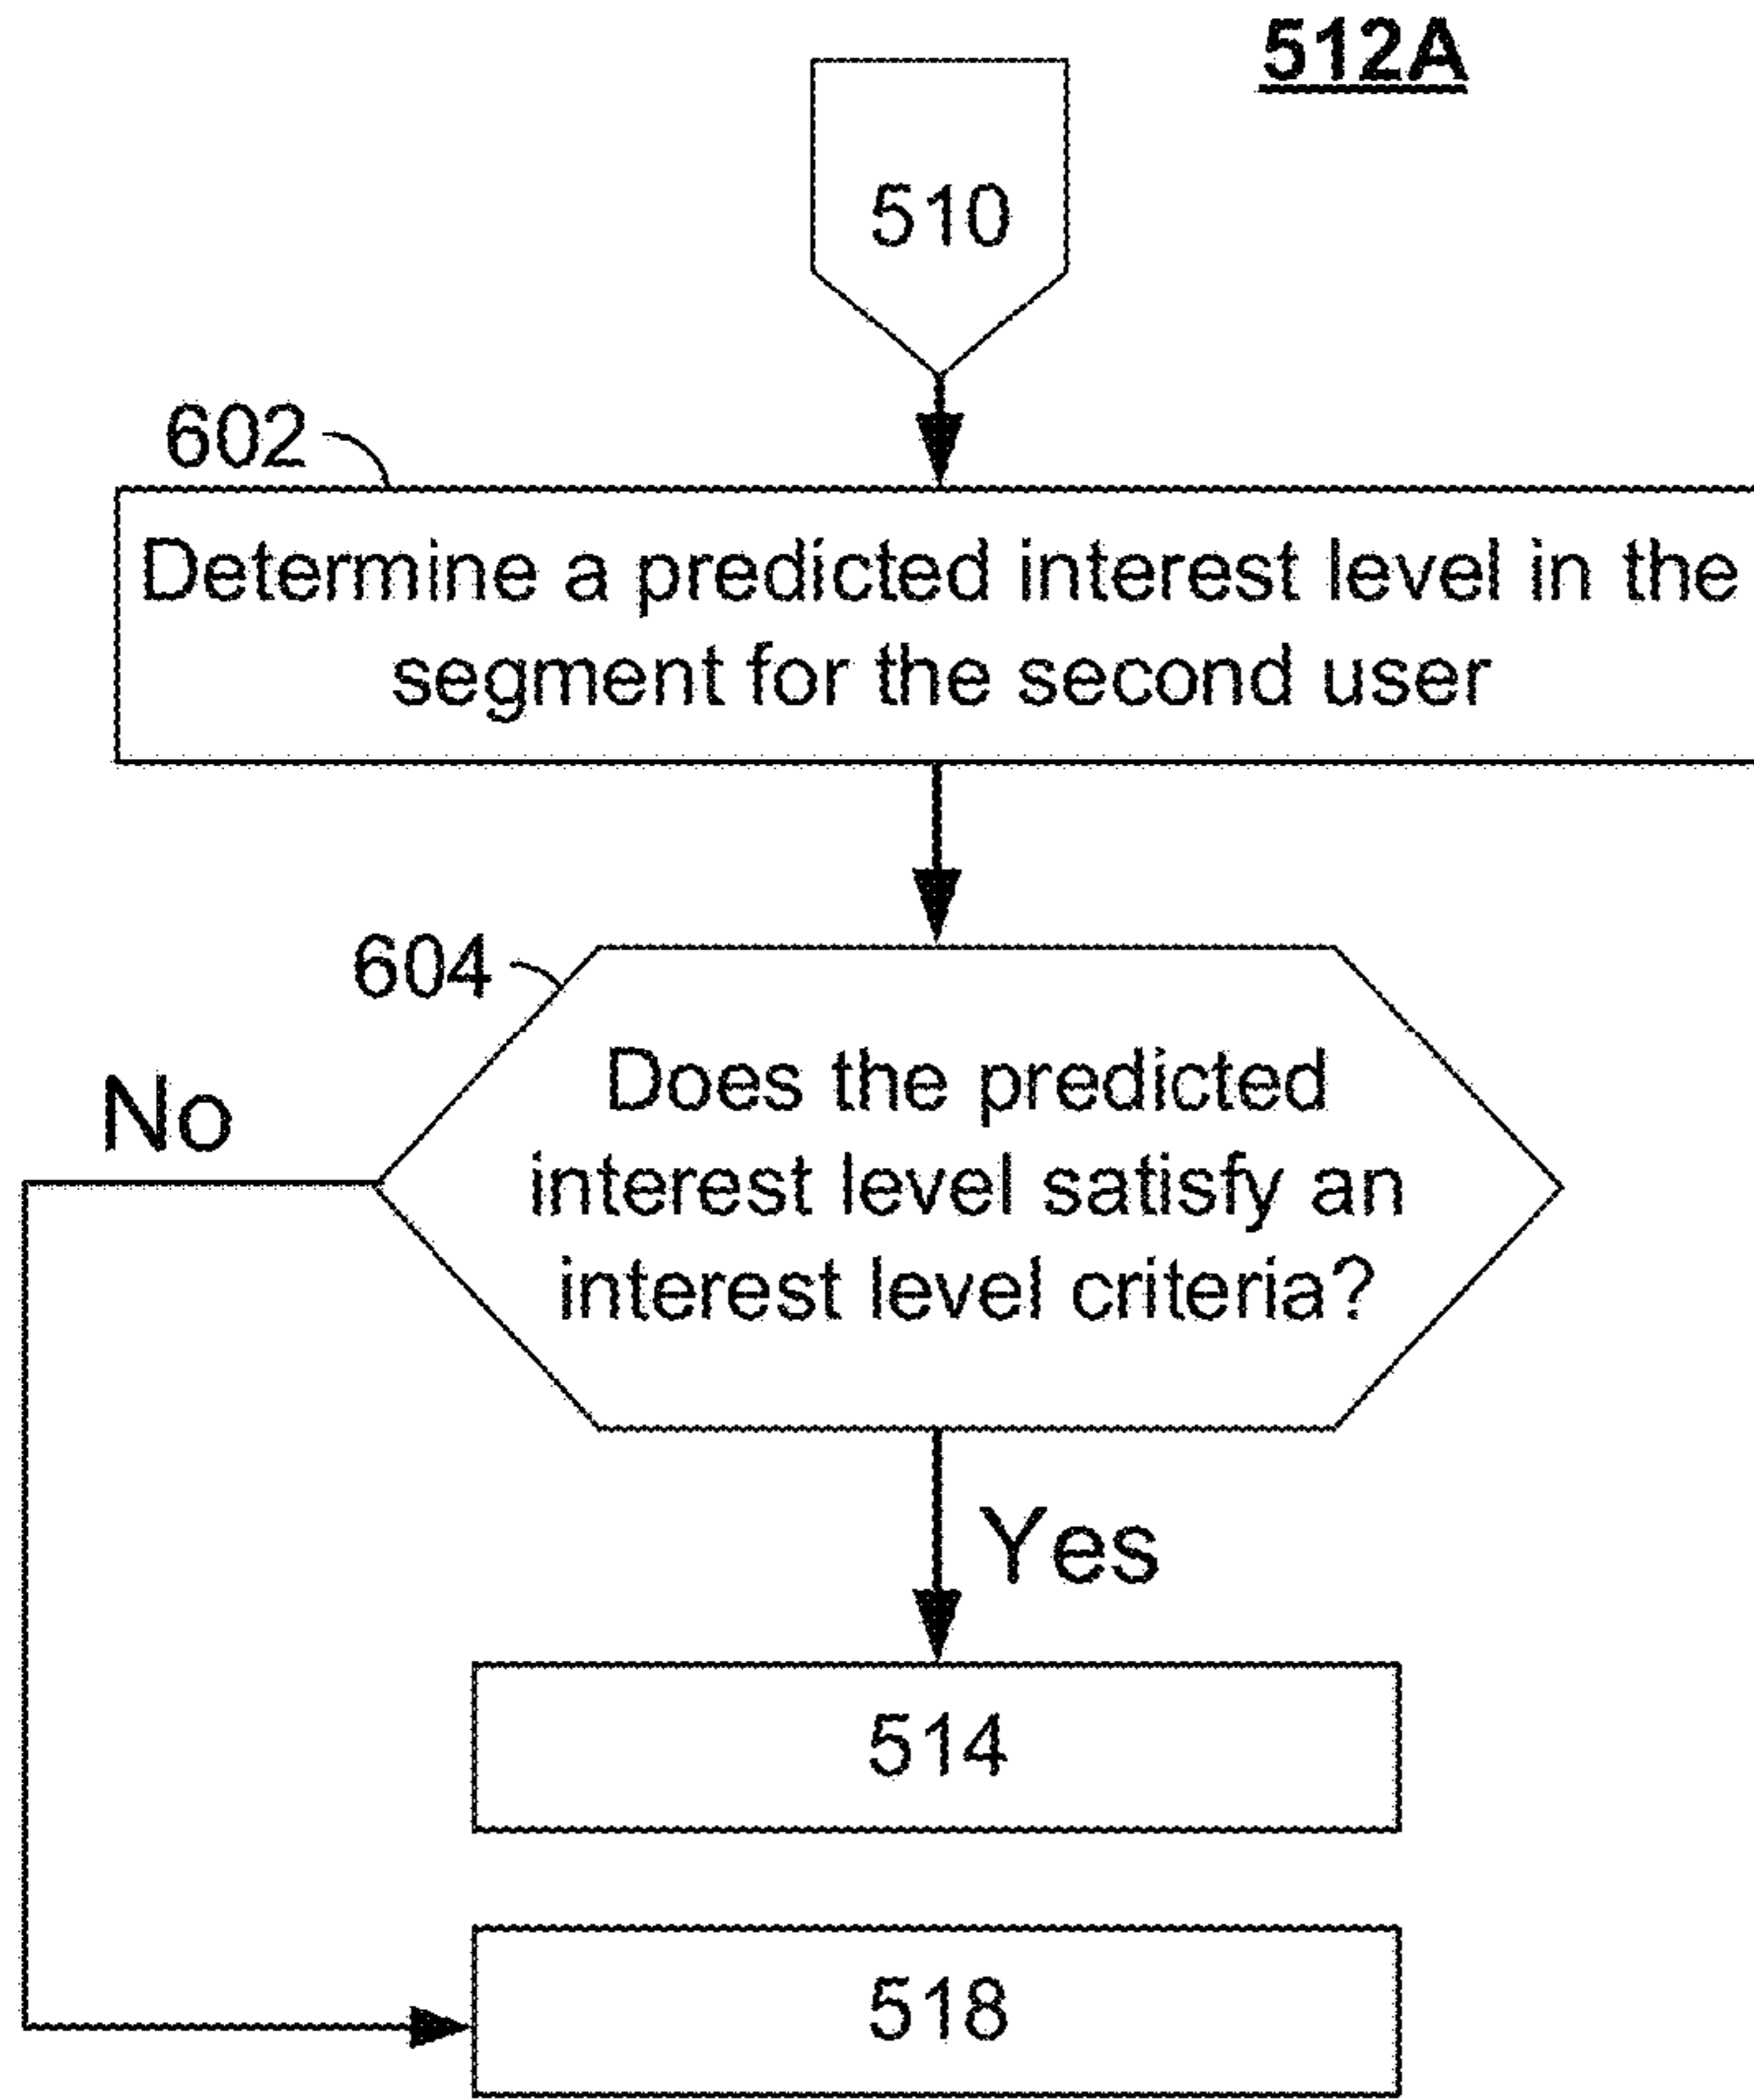 512A
510
602
Determine a predicted interest level in the
segment for the second user
604
Does the predicted
interest level satisfy an
interest level criteria?
No
Yes
514
518